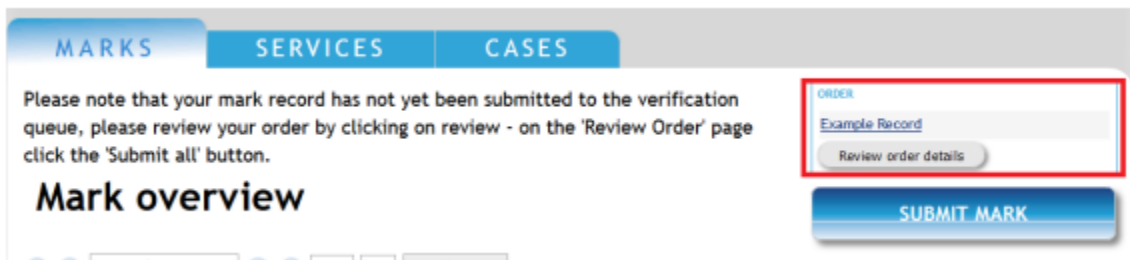 MARKS SERVICES CASES
Please note that your mark record has not yet been submitted to the verification
queue, please review your order by clicking on review - on the 'Review Order' page
click the 'Submit all' button.
Mark overview
ORDER
Example Record
Review order details
SUBMIT MARK